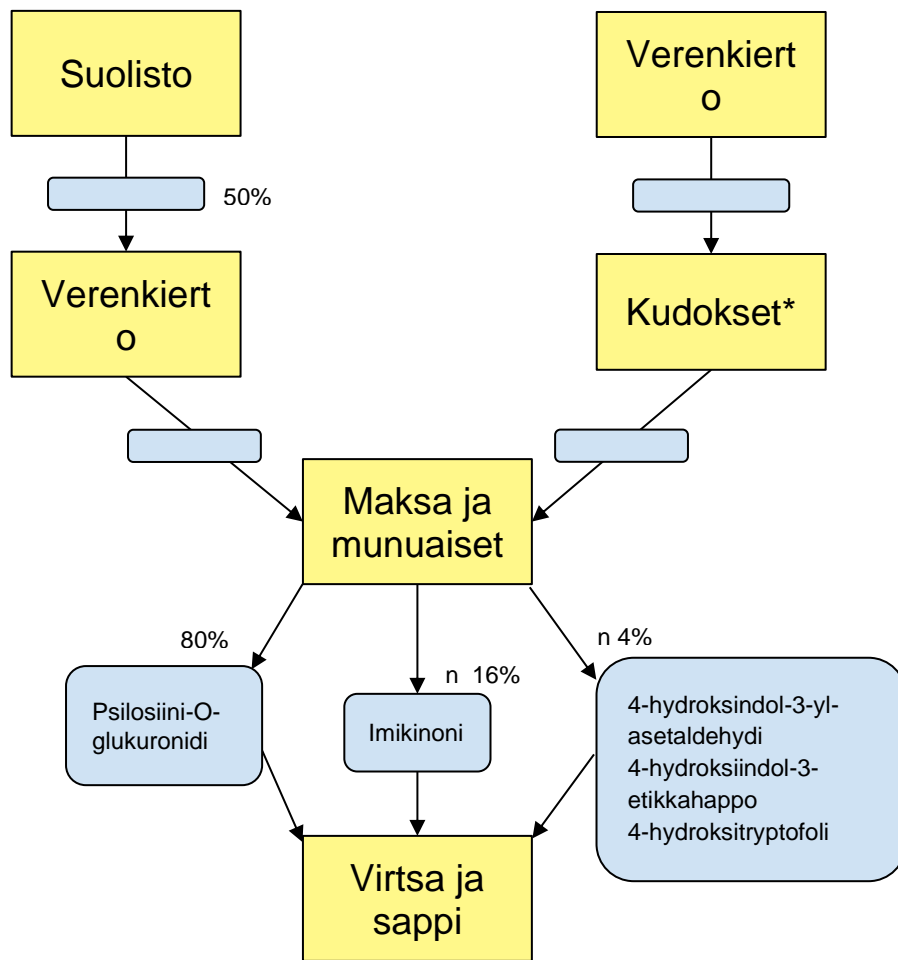 Suolisto
Verenkiert
o
50%
Verenkiert
o
Kudokset*
Maksa ja
munuaiset
80%
n 16%
n 4%
Psilosiini-O-
glukuronidi
Imikinoni
4-hydroksindol-3-yl-
asetaldehydi
4-hydroksiindol-3-
etikkahappo
4-hydroksitryptofoli
Virtsa ja
sappi